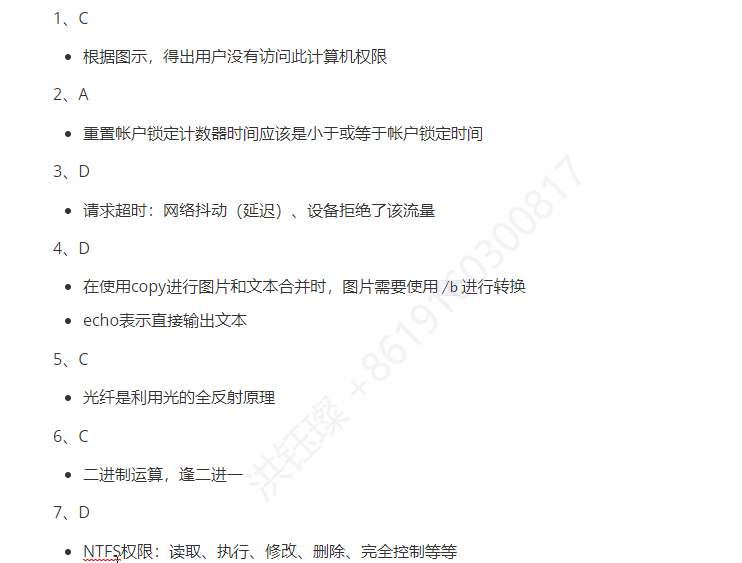 1、C
根据图示，得出用户没有访问此计算机权限
2、A
重置帐户锁定计数器时间应该是小于或等于帐户锁定时间
3、D
请求超时：网络抖动（延迟）、设备拒绝了该流量
4、D
在使用copy进行图片和文本合并时，图片需要使用 /b 进行转换
echo表示直接输出文本
5、C
光纤是利用光的全反射原理
6、C
二进制运算，逢二进一
7、D
NTFS权限：读取、执行、修改、删除、完全控制等等
洪钰璨 +8619160300817